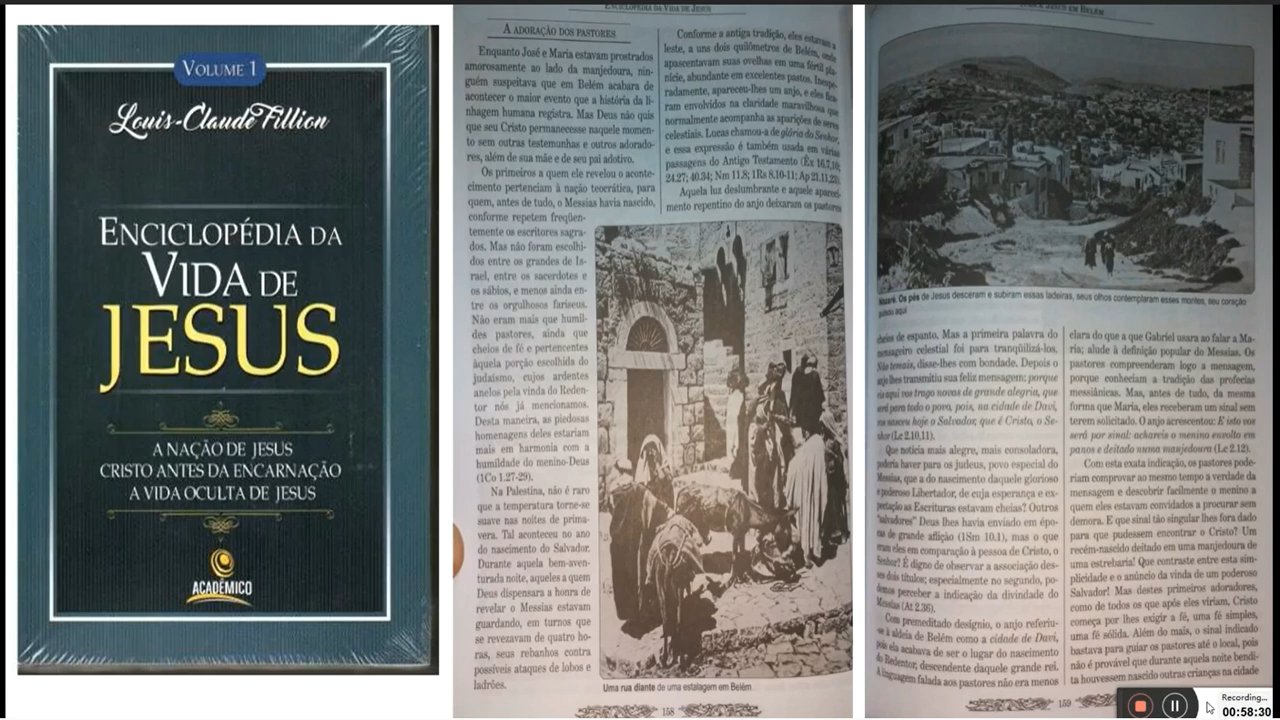 VOLUME 1
Louis-Claude Fillion
ENCICLOPÉDIA DA
VIDA DE
JESUS
A NAÇÃO DE JESUS
CRISTO ANTES DA ENCARNAÇÃO
A VIDA OCULTA DE JESUS
ACADÊMICO
ENCICLOPÉDIA DA VIDA DE JESUS
A ADORAÇÃO DOS PASTORES
Enquanto José e Maria estavam prostrados
amorosamente ao lado da manjedoura, nin-
guém suspeitava que em Belém acabara de
acontecer o maior evento que a história da li-
nhagem humana registra. Mas Deus não quis
que seu Cristo permanecesse naquele momen-
to sem outras testemunhas e outros adorado-
res, além de sua mãe e de seu pai adotivo.
Os primeiros a quem ele revelou o aconte-
cimento pertenciam à nação teocrática, para
quem, antes de tudo, o Messias havia nascido,
conforme repetem freqüen-
temente os escritores sagra-
dos. Mas não foram escolhi-
dos entre os grandes de Is-
rael, entre os sacerdotes e
os sábios, e menos ainda en-
tre os orgulhosos fariseus.
Não eram mais que humil-
des pastores, ainda que
cheios de fé e pertencentes
àquela porção escolhida do
judaísmo, cujos ardentes
anelos pela vinda do Reden-
tor nós já mencionamos.
Desta maneira, as piedosas
homenagens deles estariam
mais em harmonia com a
humildade do menino-Deus
(1Co 1.27-29).
Na Palestina, não é raro
que a temperatura torne-se
suave nas noites de prima-
vera. Tal aconteceu no ano
do nascimento do Salvador.
Durante aquela bem-aven-
turada noite, aqueles a quem
Deus dispensara a honra de
revelar o Messias estavam
guardando, em turnos que
se revezavam de quatro ho-
ras, seus rebanhos contra
possíveis ataques de lobos e
ladrões.
Conforme a antiga tradição, eles estavam a
leste, a uns dois quilômetros de Belém, onde
apascentavam suas ovelhas em uma fértil pla-
nície, abundante em excelentes pastos. Inespe-
radamente, apareceu-lhes um anjo, e eles fica-
ram envolvidos na claridade maravilhosa que
normalmente acompanha as aparições de seres
celestiais. Lucas chamou-a de glória do Senhor,
e essa expressão é também usada em várias
passagens do Antigo Testamento (Êx 16.7,10;
24.27; 40.34; Nm 11.8; 1Rs 8.10-11; Ap 21.11,23).
Aquela luz deslumbrante e aquele apareci-
mento repentino do anjo deixaram os pastores
Uma rua diante de uma estalagem em Belém
158
JESUS EM BELÉM
Nazaré. Os pés de Jesus desceram e subiram essas ladeiras, seus olhos contemplaram esses montes, seu coração
pulsou aqui
cheios de espanto. Mas a primeira palavra do
mensageiro celestial foi para tranqüilizá-los.
Não temais, disse-lhes com bondade. Depois o
anjo lhes transmitiu sua feliz mensagem: porque
eis aqui vos trago novas de grande alegria, que
será para todo o povo, pois, na cidade de Davi,
vos nasceu hoje o Salvador, que é Cristo, o Se-
nhor (Lc 2.10,11).
Que notícia mais alegre, mais consoladora,
poderia haver para os judeus, povo especial do
Messias, que a do nascimento daquele glorioso
e poderoso Libertador, de cuja esperança e ex-
pectação as Escrituras estavam cheias? Outros
"salvadores" Deus lhes havia enviado em épo-
cas de grande aflição (1Sm 10.1), mas o que
eram eles em comparação à pessoa de Cristo, o
Senhor! É digno de observar a associação des-
ses dois títulos; especialmente no segundo, po-
demos perceber a indicação da divindade do
Messias (At 2.36).
Com premeditado desígnio, o anjo referiu-
se à aldeia de Belém como a cidade de Davi,
pois ela acabava de ser o lugar do nascimento
do Redentor, descendente daquele grande rei.
A linguagem falada aos pastores não era menos
clara do que a que Gabriel usara ao falar a Ma-
ria; alude à definição popular do Messias. Os
pastores compreenderam logo a mensagem,
porque conheciam a tradição das profecias
messiânicas. Mas, antes de tudo, da mesma
forma que Maria, eles receberam um sinal sem
terem solicitado. O anjo acrescentou: E isto vos
será por sinal: achareis o menino envolto em
panos e deitado numa manjedoura (Lc 2.12).
Com esta exata indicação, os pastores pode-
riam comprovar ao mesmo tempo a verdade da
mensagem e descobrir facilmente o menino a
quem eles estavam convidados a procurar sem
demora. E que sinal tão singular lhes fora dado
para que pudessem encontrar o Cristo? Um
recém-nascido deitado em uma manjedoura de
uma estrebaria! Que contraste entre esta sim-
plicidade e o anúncio da vinda de um poderoso
Salvador! Mas destes primeiros adoradores,
como de todos os que após eles viriam, Cristo
começa por lhes exigir a fé, uma fé simples,
uma fé sólida. Além do mais, o sinal indicado
bastava para guiar os pastores até o local, pois
não é provável que durante aquela noite bendi-
ta houvessem nascido outras crianças na cidade
159
Recording...
00:58:30